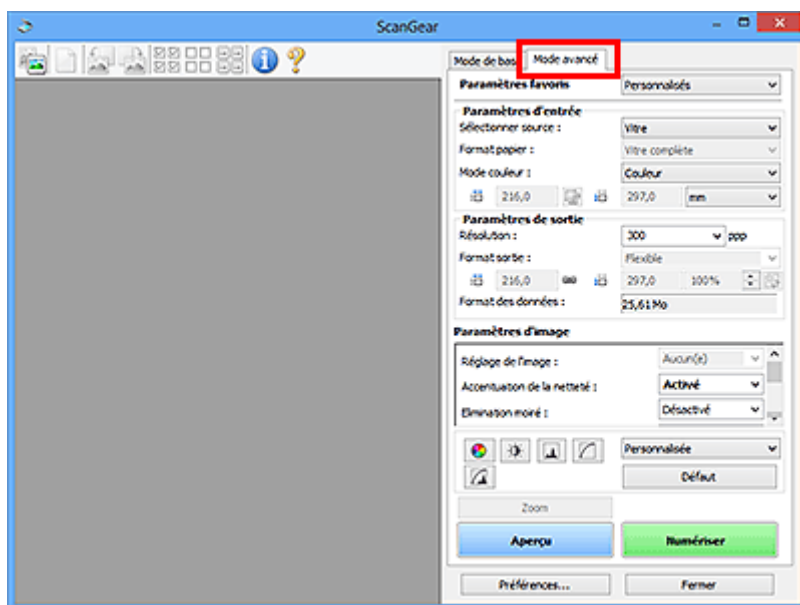 ScanGear
Mode de base Mode avancé
Paramètres favoris Personnalisés
Paramètres d'entrée
Sélectionner source : Vitre
Format papier : Vitre complète
Mode couleur : Couleur
216,0 297,0 mm
Paramètres de sortie
Résolution : 300 ppp
Format sortie : Flexible
216,0 297,0 100%
Format des données : 25,61 Mo
Paramètres d'image
Réglage de l'image : Aucun(e)
Accentuation de la netteté : Activé
Elimination moiré : Désactivé
Personnalisée
Défaut
Zoom
Aperçu Numériser
Préférences... Fermer